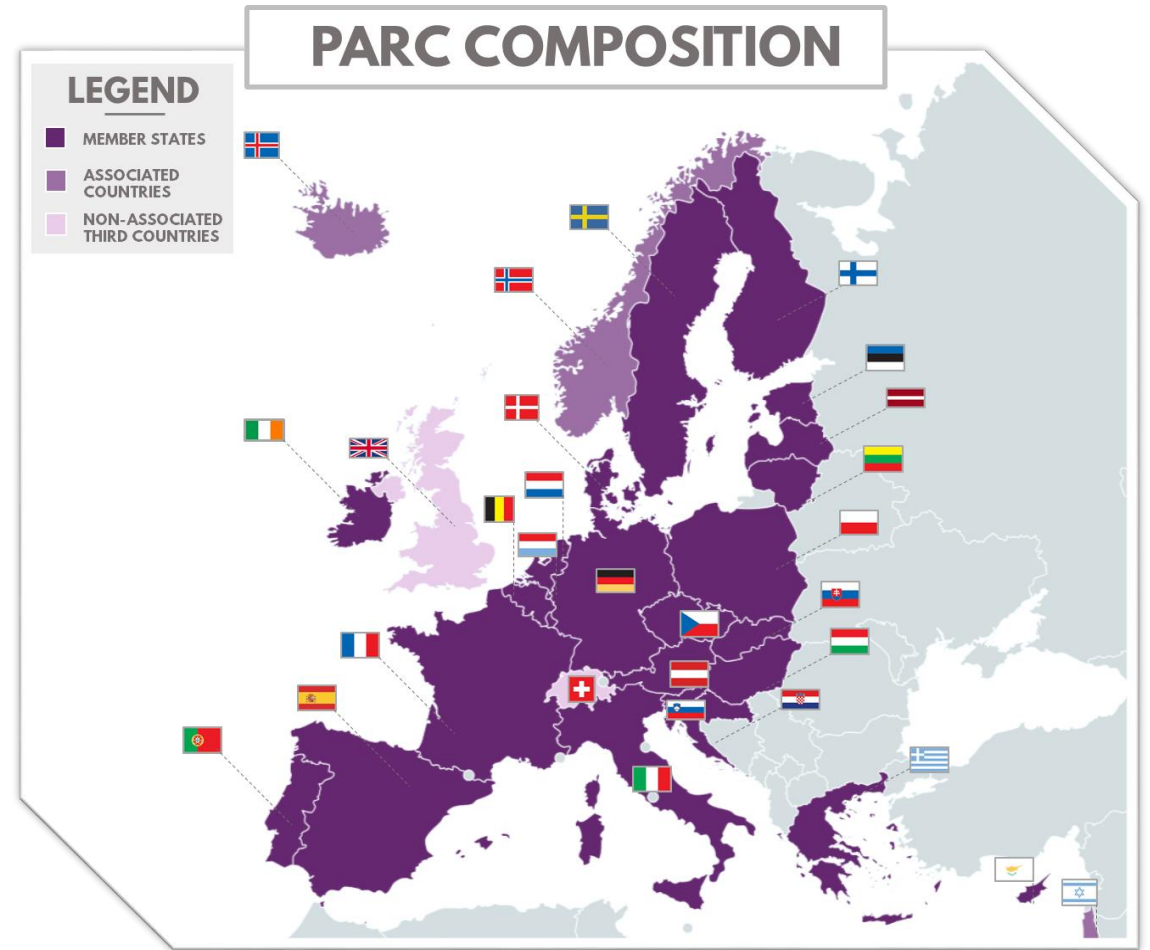 PARC COMPOSITION
LEGEND
MEMBER STATES
ASSOCIATED
COUNTRIES
NON-ASSOCIATED
THIRD COUNTRIES